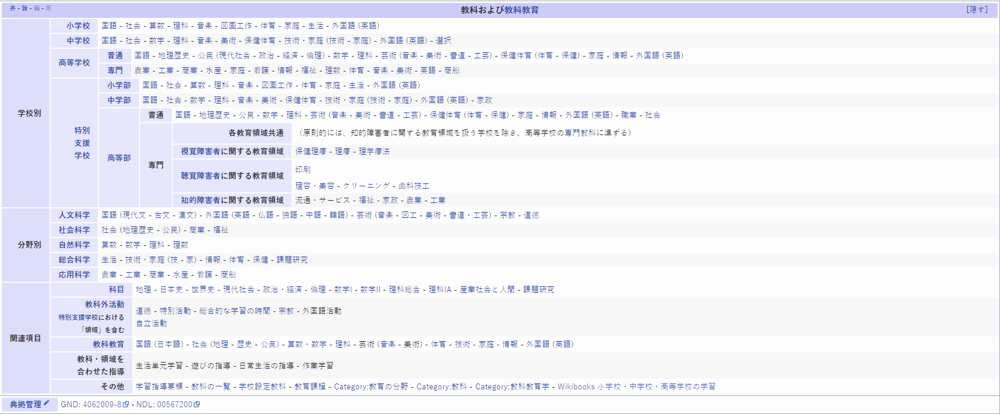 表 - 話 - 編 - 歴 教科および教科教育 [隠す]
学校別
小学校 国語 - 社会 - 算数 - 理科 - 音楽 - 図画工作 - 体育 - 家庭 - 生活 - 外国語 (英語)
中学校 国語 - 社会 - 数学 - 理科 - 音楽 - 美術 - 保健体育 - 技術・家庭 (技術 - 家庭) - 外国語 (英語) - 選択
高等学校
普通 国語 - 地理歴史 - 公民 (現代社会 - 政治 - 経済 - 倫理) - 数学 - 理科 - 芸術 (音楽 - 美術 - 書道 - 工芸) - 保健体育 (体育 - 保健) - 家庭 - 情報 - 外国語 (英語)
専門 農業 - 工業 - 商業 - 水産 - 家庭 - 看護 - 情報 - 福祉 - 理数 - 体育 - 音楽 - 美術 - 英語 - 商船
特別
支援
学校
小学部 国語 - 社会 - 算数 - 理科 - 音楽 - 図画工作 - 体育 - 家庭 - 生活 - 外国語 (英語)
中学部 国語 - 社会 - 数学 - 理科 - 音楽 - 美術 - 保健体育 - 技術・家庭 (技術 - 家庭) - 外国語 (英語) - 家政
高等部
普通 国語 - 地理歴史 - 公民 - 数学 - 理科 - 芸術 (音楽 - 美術 - 書道 - 工芸) - 保健体育 (体育 - 保健) - 家庭 - 情報 - 外国語 (英語) - 職業 - 社会
専門
各教育領域共通 （原則的には、知的障害者に関する教育領域を扱う学校を除き、高等学校の専門教科に準ずる）
視覚障害者に関する教育領域 保健理療 - 理療 - 理学療法
聴覚障害者に関する教育領域 印刷
理容・美容 - クリーニング - 歯科技工
知的障害者に関する教育領域 流通・サービス - 福祉 - 家政 - 農業 - 工業
分野別
人文科学 国語 (現代文 - 古文 - 漢文) - 外国語 (英語 - 仏語 - 独語 - 中語 - 韓語) - 芸術 (音楽 - 図工 - 美術 - 書道・工芸) - 宗教 - 道徳
社会科学 社会 (地理歴史 - 公民) - 商業 - 福祉
自然科学 算数 - 数学 - 理科 - 理数
総合科学 生活 - 技術・家庭 (技 - 家) - 情報 - 体育 - 保健 - 課題研究
応用科学 農業 - 工業 - 商業 - 水産 - 看護 - 商船
関連項目
科目 地理 - 日本史 - 世界史 - 現代社会 - 政治・経済 - 倫理 - 数学I - 数学II - 理科総合 - 理科IA - 産業社会と人間 - 課題研究
教科外活動
特別支援学校における
「領域」を含む
道徳 - 特別活動 - 総合的な学習の時間 - 宗教 - 外国語活動
自立活動
教科教育 国語 (日本語) - 社会 (地理 - 歴史 - 公民) - 算数・数学 - 理科 - 芸術 (音楽 - 美術) - 体育 - 技術 - 家庭 - 情報 - 外国語 (英語)
教科・領域を
合わせた指導
生活単元学習 - 遊びの指導 - 日常生活の指導 - 作業学習
その他 学習指導要領 - 教科の一覧 - 学校設定教科 - 教育課程 - Category:教育の分野 - Category:教科 - Category:教科教育学 - Wikibooks 小学校・中学校・高等学校の学習
典拠管理 GND: 4062009-8 · NDL: 00567200